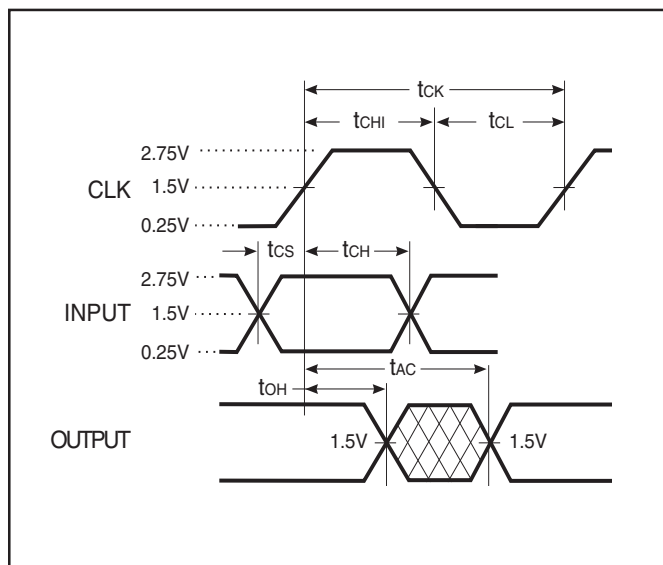 tCK
tCHI tCL
2.75V
CLK 1.5V
0.25V
tCS tCH
2.75V
INPUT 1.5V
0.25V
tAC
tOH
OUTPUT 1.5V 1.5V